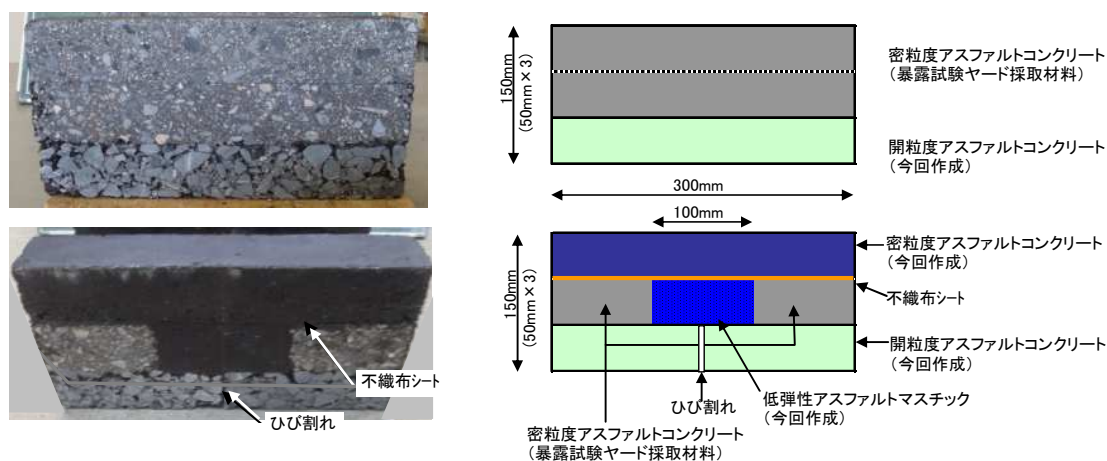 150mm
(50mm×3)
密粒度アスファルトコンクリート
(暴露試験ヤード採取材料)
開粒度アスファルトコンクリート
(今回作成)
300mm
100mm
150mm
(50mm×3)
密粒度アスファルトコンクリート
(今回作成)
不織布シート
開粒度アスファルトコンクリート
(今回作成)
低弾性アスファルトマスチック
(今回作成)
ひび割れ
密粒度アスファルトコンクリート
(暴露試験ヤード採取材料)
不織布シート
ひび割れ